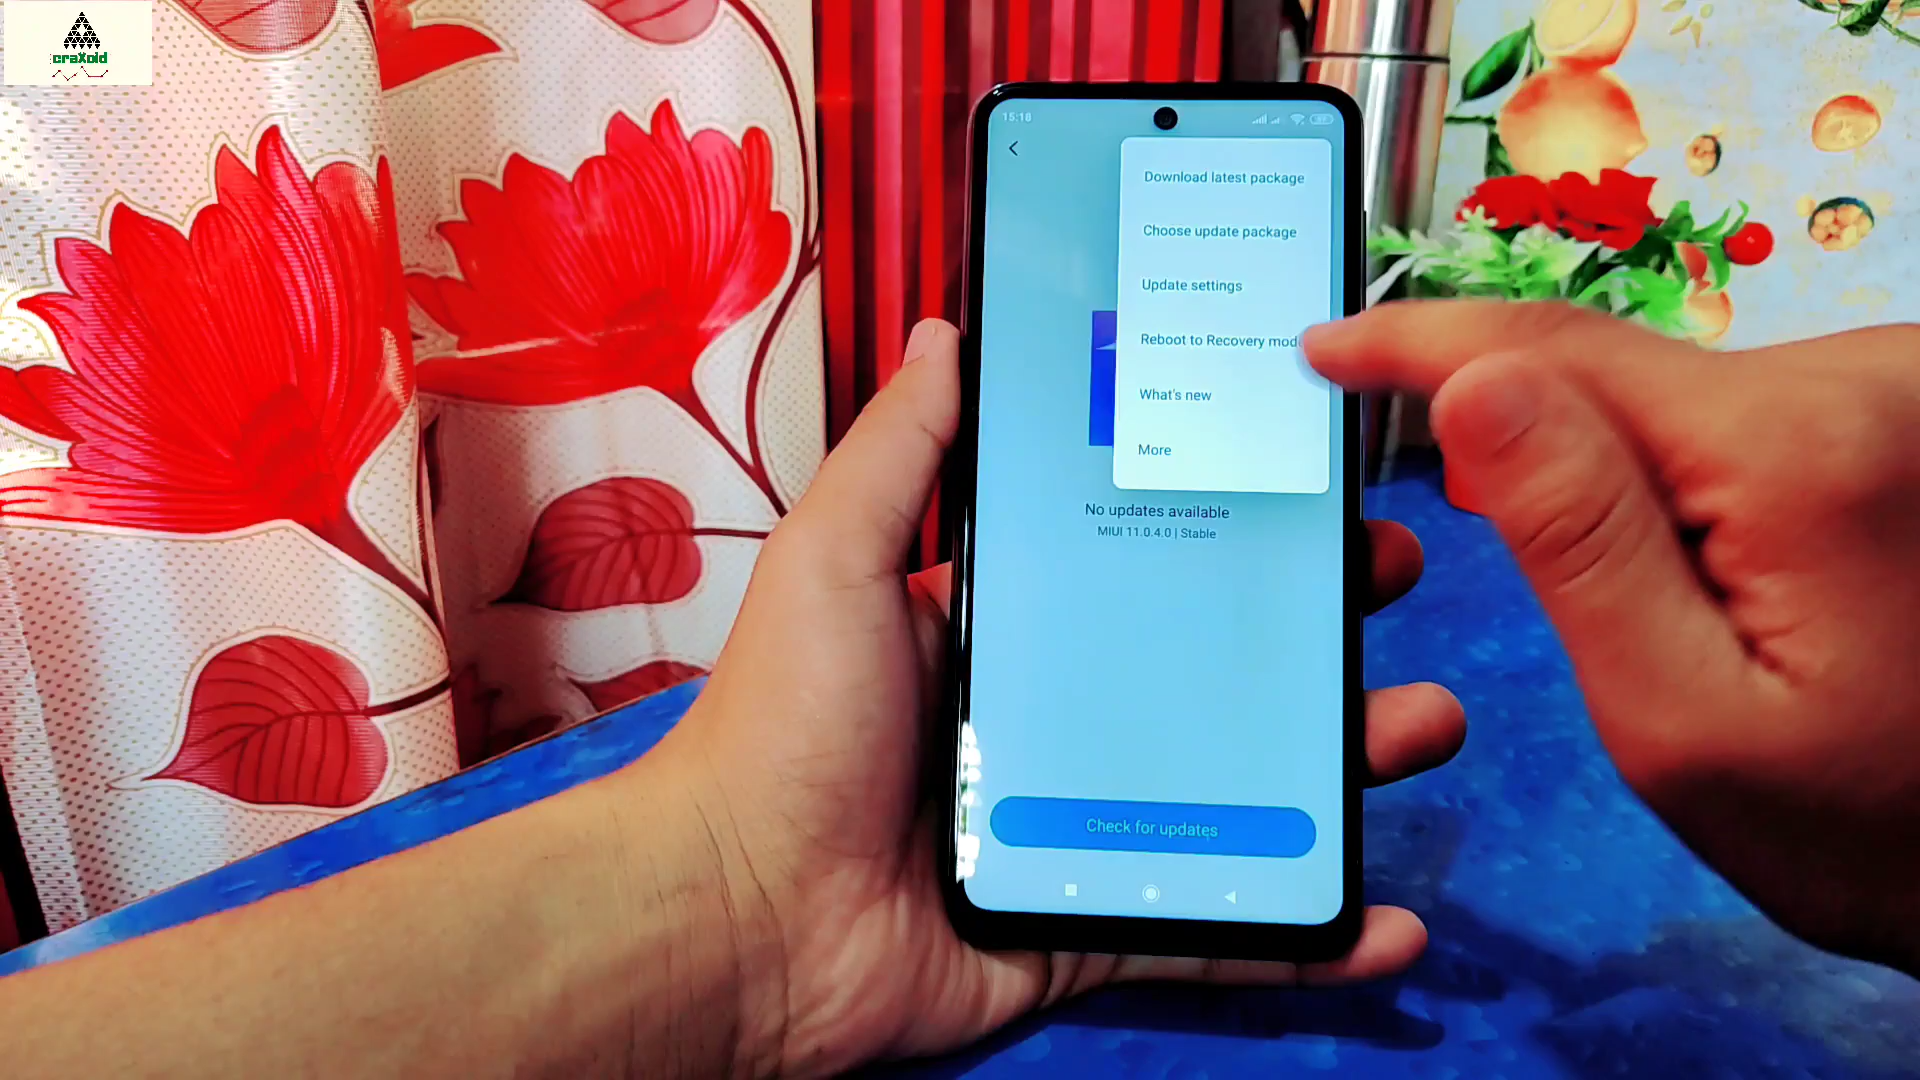 craXoid
15:18
Download latest package
Choose update package
Update settings
Reboot to Recovery mod
What's new
More
No updates available
MIUI 11.0.4.0 | Stable
Check for updates